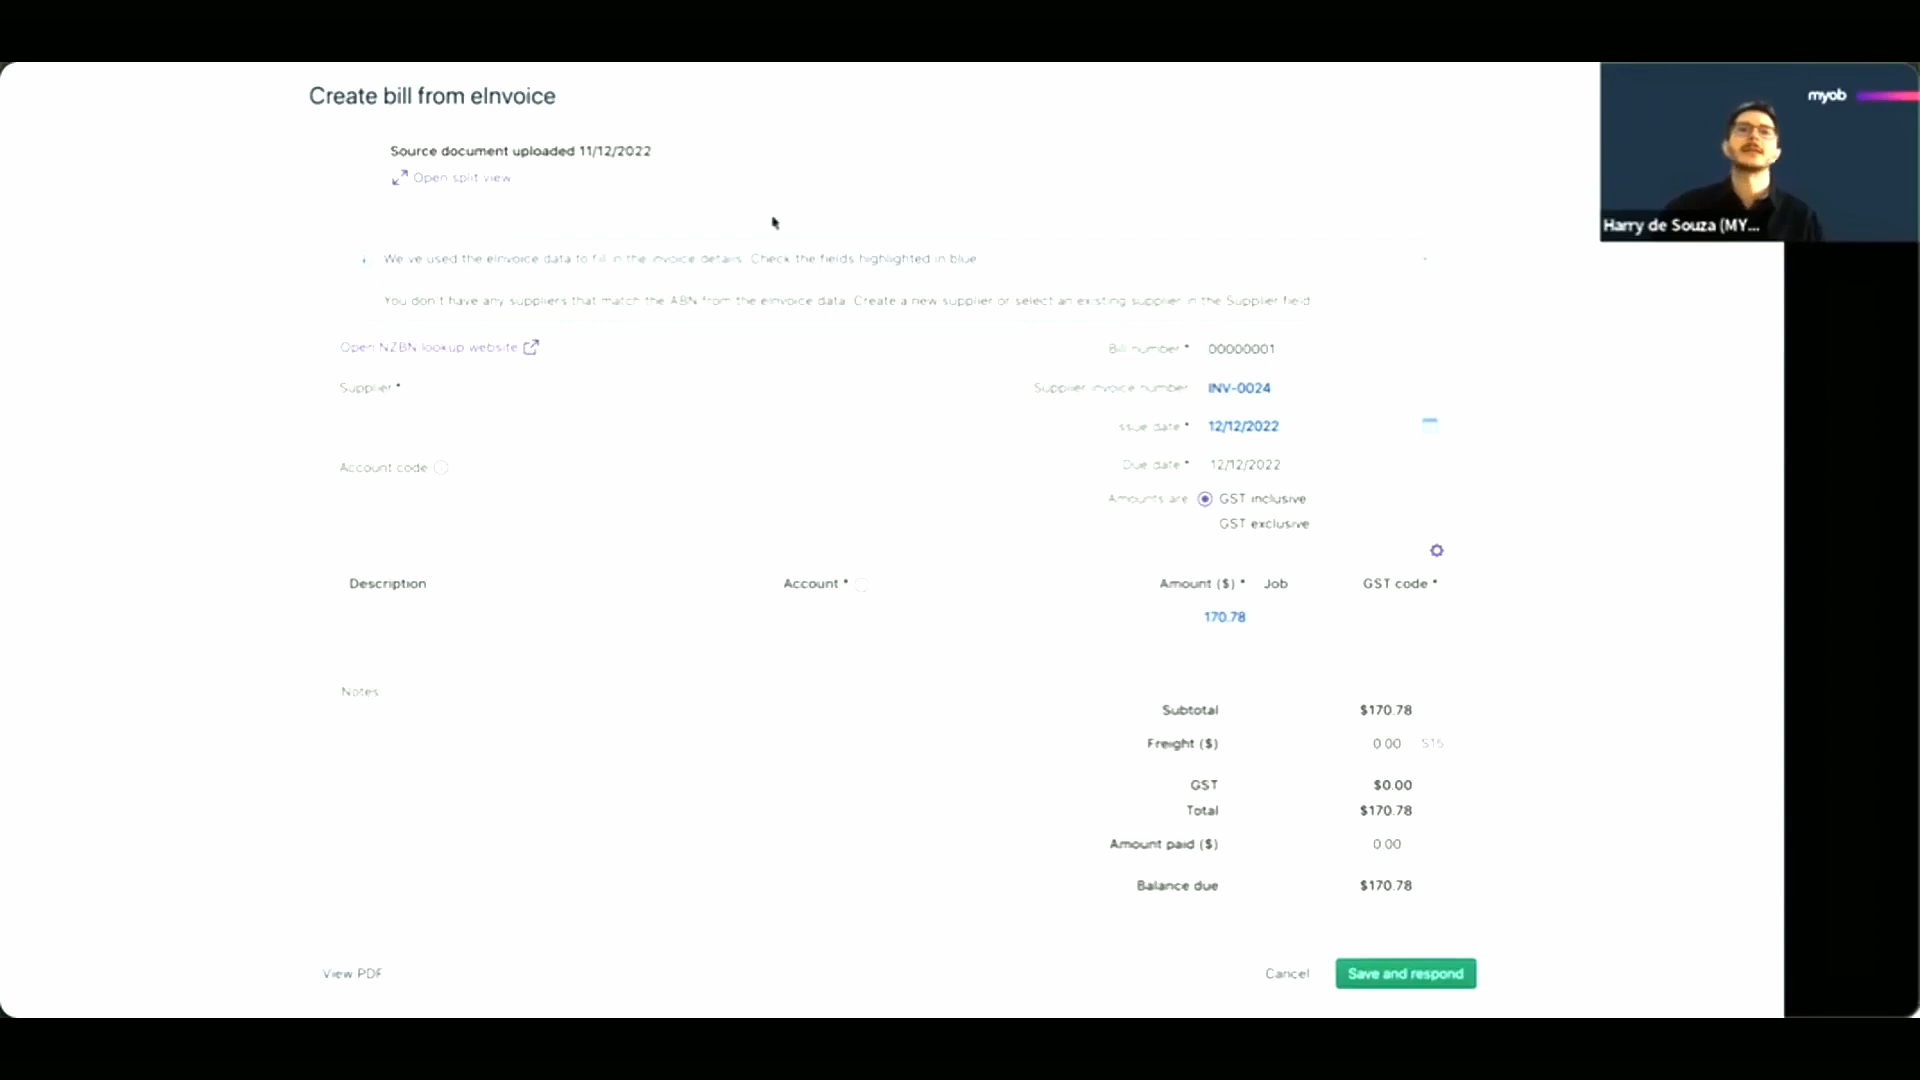 Create bill from eInvoice
myob
Source document uploaded 11/12/2022
Open split view
Harry de Souza (MY...
We've used the eInvoice data to fill in the invoice details. Check the fields highlighted in blue
You don't have any suppliers that match the ABN from the eInvoice data. Create a new supplier or select an existing supplier in the Supplier field
Open NZBN lookup website
Bill number * 00000001
Supplier *
Supplier invoice number INV-0024
Issue date * 12/12/2022
Account code
Due date * 12/12/2022
Amounts are GST inclusive
GST exclusive
Description Account * Amount ($) * Job GST code *
170.78
Notes
Subtotal $170.78
Freight ($) 0.00 S15
GST $0.00
Total $170.78
Amount paid ($) 0.00
Balance due $170.78
View PDF Cancel Save and respond